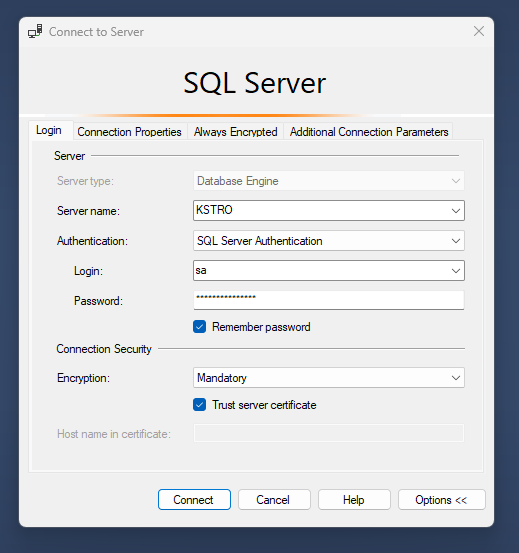 Connect to Server
SQL Server
Login Connection Properties Always Encrypted Additional Connection Parameters
Server
Server type: Database Engine
Server name: KSTRO
Authentication: SQL Server Authentication
Login: sa
Password: ***************
Remember password
Connection Security
Encryption: Mandatory
Trust server certificate
Host name in certificate:
Connect Cancel Help Options <<